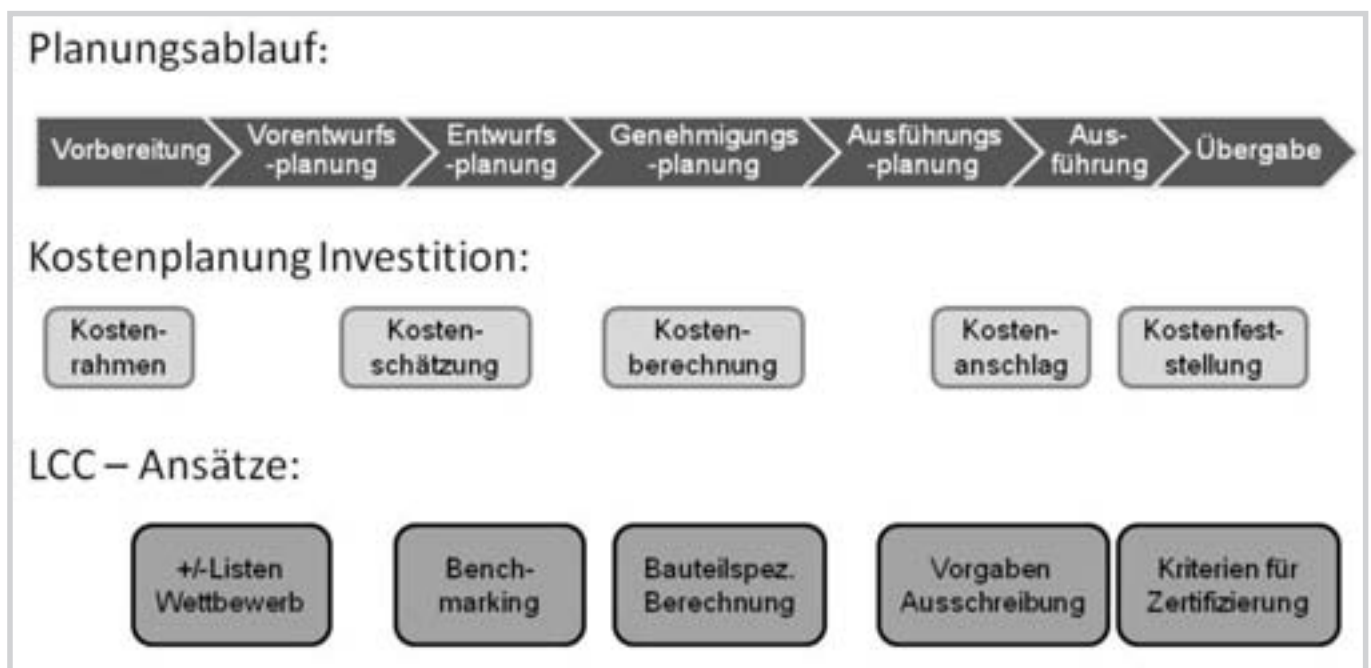 Planungsablauf:
Vorbereitung
Vorentwurfs
-planung
Entwurfs
-planung
Genehmigungs
-planung
Ausführungs
-planung
Aus-
führung
Übergabe
Kostenplanung Investition:
Kosten-
rahmen
Kosten-
schätzung
Kosten-
berechnung
Kosten-
anschlag
Kostenfest-
stellung
LCC – Ansätze:
+/-Listen
Wettbewerb
Bench-
marking
Bauteilspez.
Berechnung
Vorgaben
Ausschreibung
Kriterien für
Zertifizierung